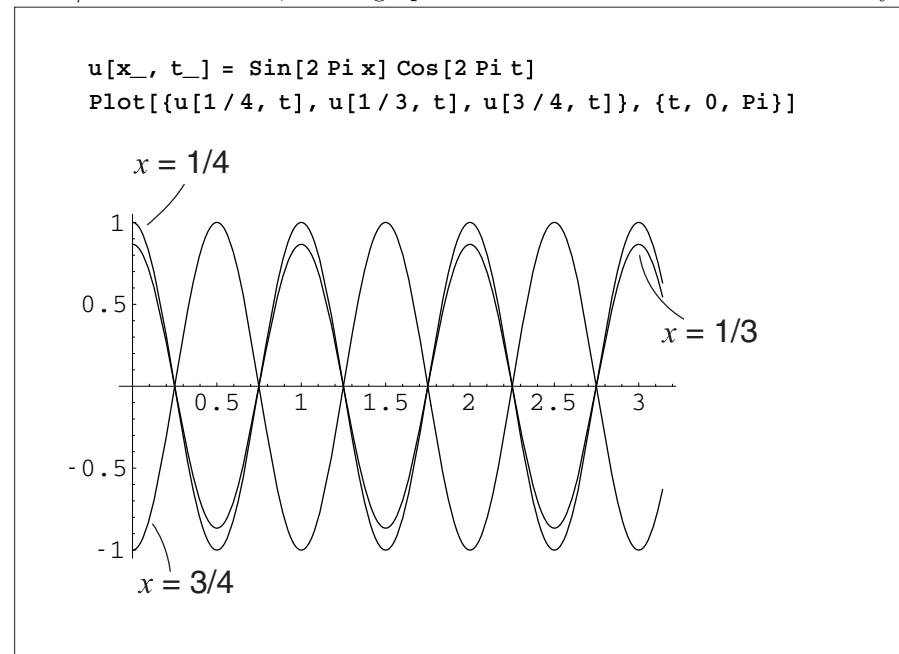 u[x_, t_] = Sin[2 Pi x] Cos[2 Pi t]
Plot[{u[1 / 4, t], u[1 / 3, t], u[3 / 4, t]}, {t, 0, Pi}]
x = 1/4
1
0.5
x = 1/3
0.5 1 1.5 2 2.5 3
-0.5
-1
x = 3/4